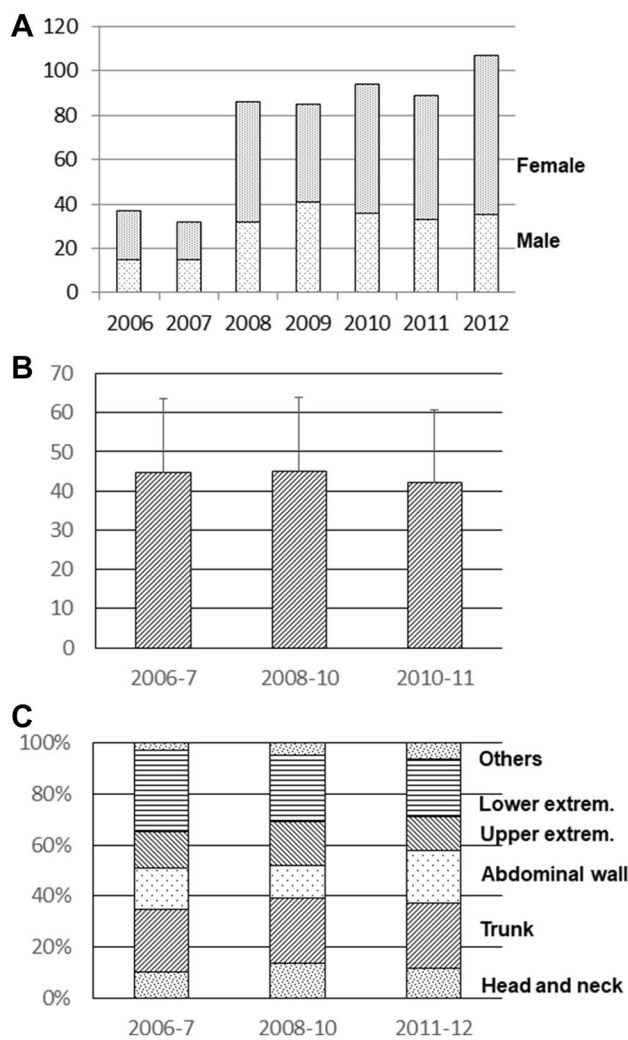 A
120
100
80
60
40
20
0
Female
Male
2006 2007 2008 2009 2010 2011 2012
B
70
60
50
40
30
20
10
0
2006-7 2008-10 2010-11
C
100%
80%
60%
40%
20%
0%
Others
Lower extrem.
Upper extrem.
Abdominal wall
Trunk
Head and neck
2006-7 2008-10 2011-12